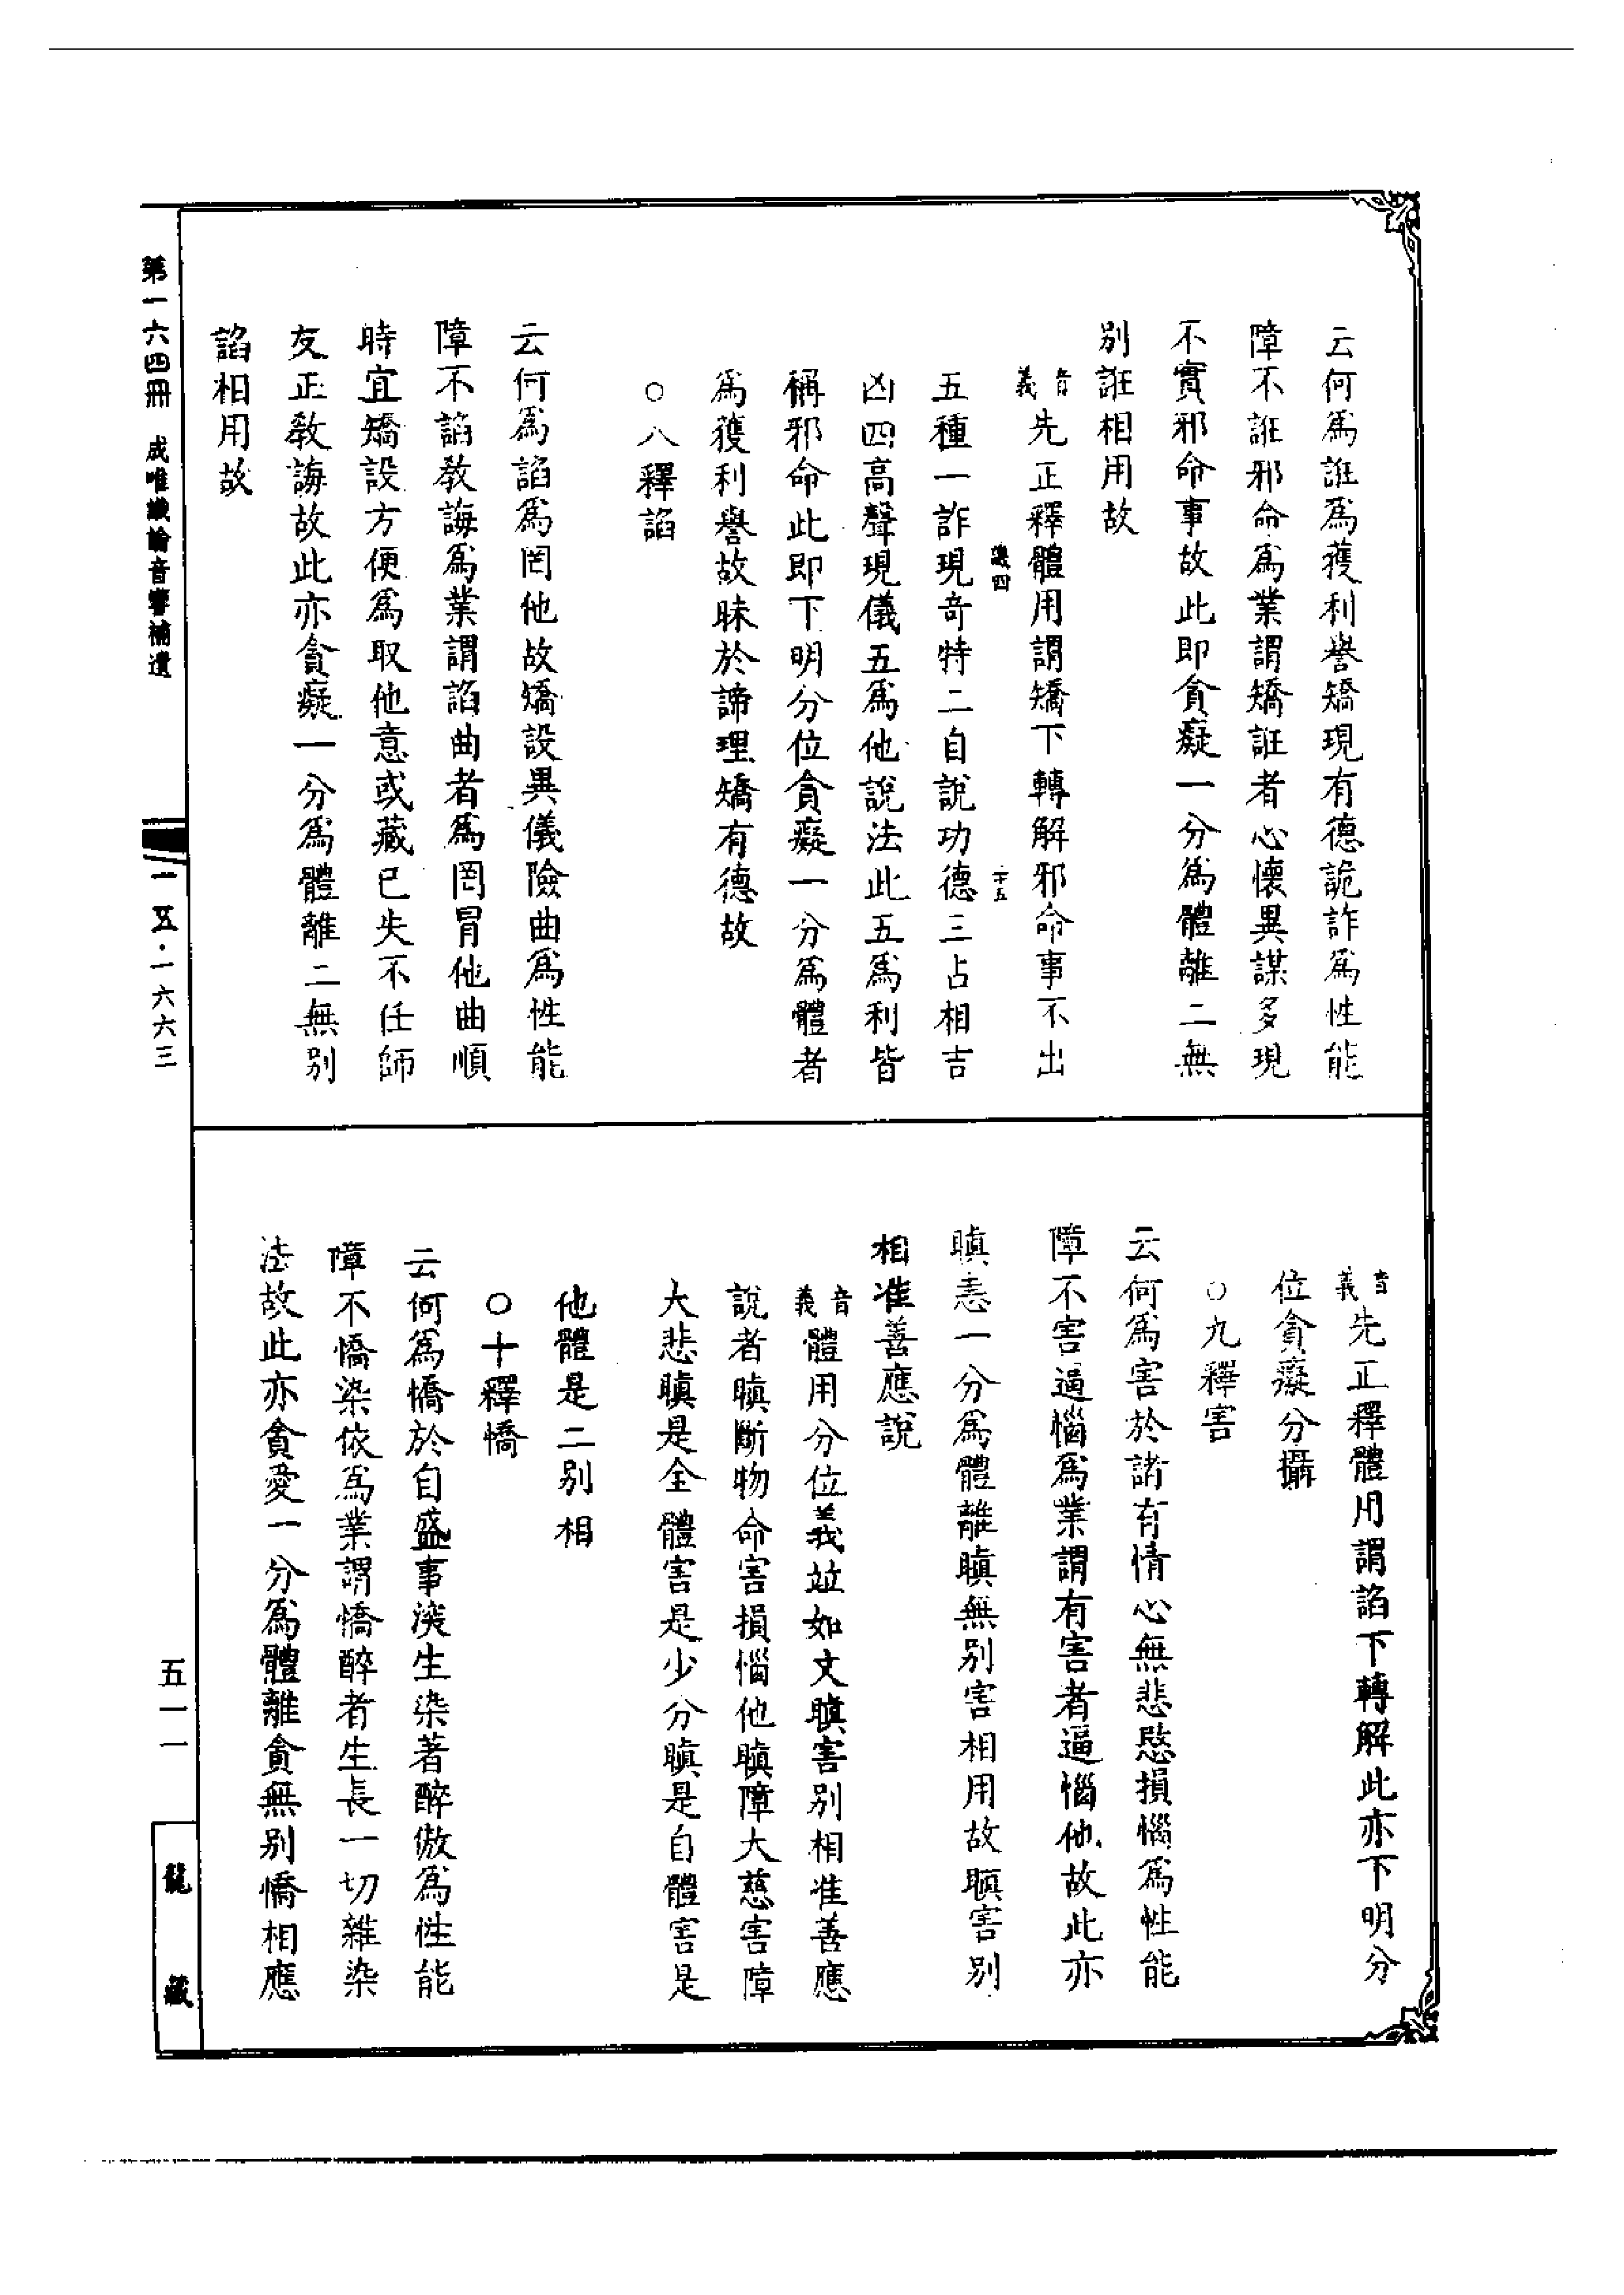 云何爲誑爲獲利譽矯現有德詭詐爲性能
障不誑邪命爲業謂矯誑者心懷異謀多現
不實邪命事故此即貪癡一分爲體離二無
別誑相用故
音義先正釋體用謂矯下轉解邪命事不出
識四
二十五
五種一詐現奇特二自說功德三占相吉
凶四高聲現儀五爲他說法此五爲利皆
稱邪命此即下明分位貪癡一分爲體者
爲獲利譽故昧於諦理矯有德故
○八釋諂
云何爲諂爲罔他故矯設異儀險曲爲性能
障不諂教誨爲業謂諂曲者爲罔冒他曲順
時宜矯設方便爲取他意或藏已失不任師
友正教誨故此亦貪癡一分爲體離二無別
諂相用故
音義先正釋體用謂諂下轉解此亦下明分
位貪癡分攝
○九釋害
云何爲害於諸有情心無悲愍損惱爲性能
障不害逼惱爲業謂有害者逼惱他故此亦
瞋恚一分爲體離瞋無別害相用故瞋害別
相准善應說
音義體用分位義竝如文瞋害別相准善應
說者瞋斷物命害損惱他瞋障大慈害障
大悲瞋是全體害是少分瞋是自體害是
他體是二別相
○十釋憍
云何爲憍於自盛事㴱生染著醉傲爲性能
障不憍染依爲業謂憍醉者生長一切雜染
法故此亦貪愛一分爲體離貪無別憍相應
第一六四冊 成唯識論音響補遺
一五·一六六三
五一一
龍藏